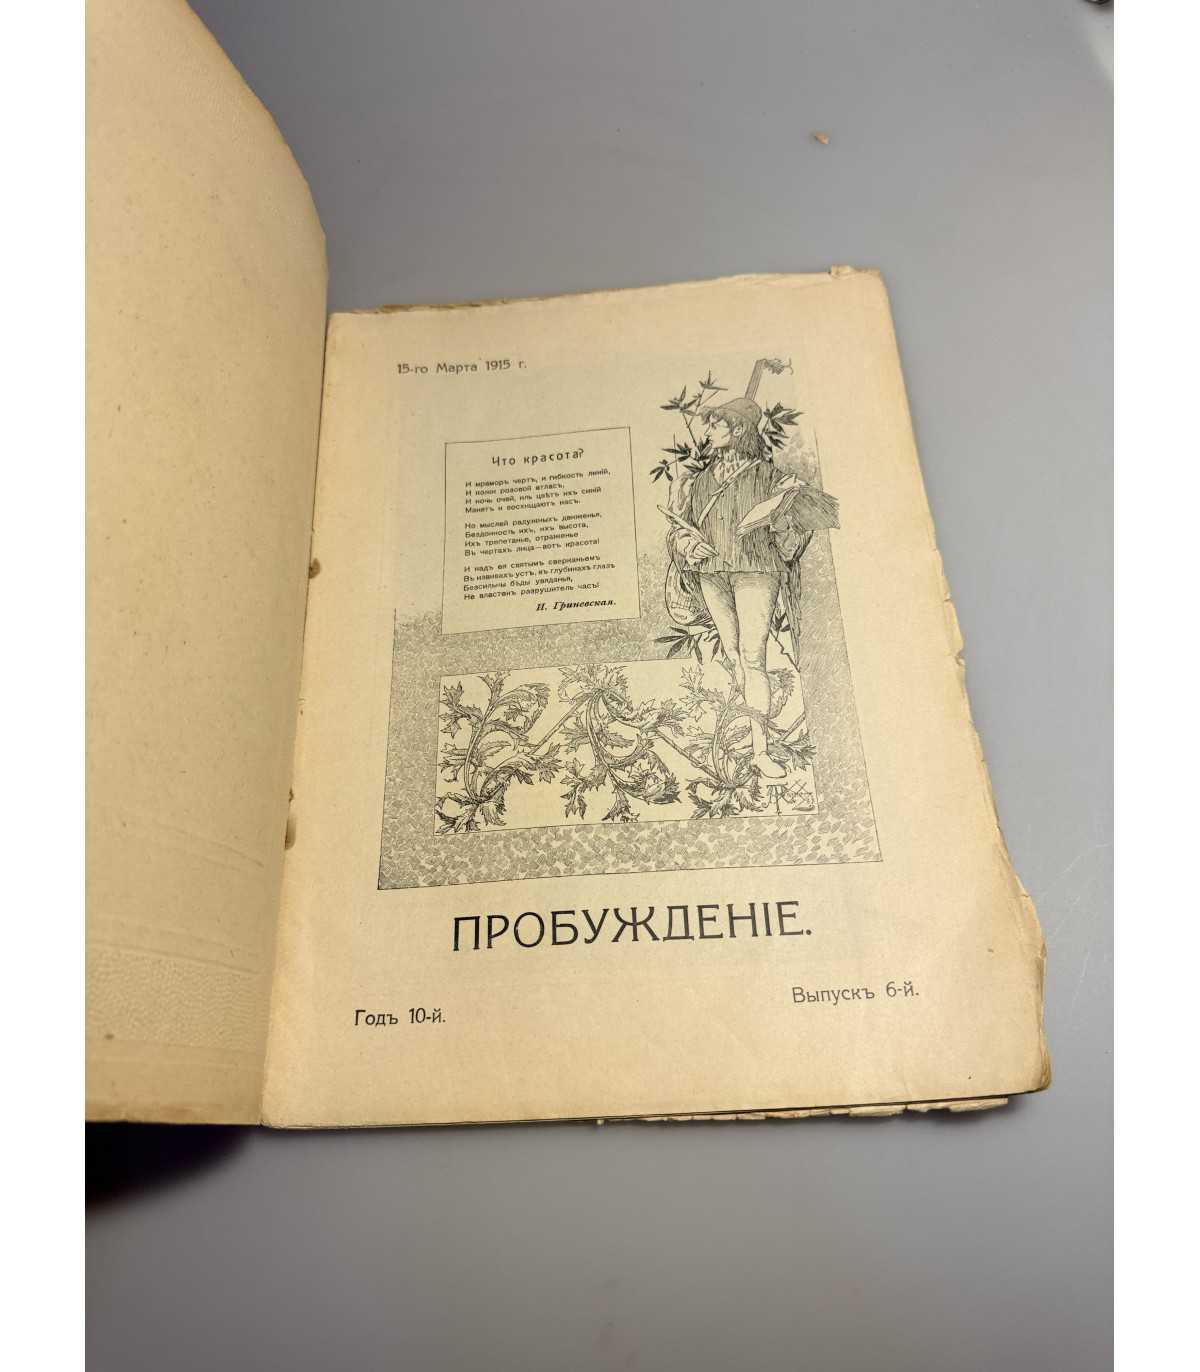 15-го Марта 1915 г.
Что красота?
И мраморъ чертъ, и гибкость линій,
И кожи розовой атласъ,
И ночь очей, иль цвѣтъ ихъ синій
Манятъ и восхищаютъ насъ.
Но мыслей радужныхъ движенья,
Бездонность ихъ, ихъ высота,
Ихъ трепетанье, отраженье
Въ чертахъ лица—вотъ красота!
И надъ ея святымъ сверканьемъ
Въ извивахъ устъ, въ глубинахъ глазъ
Безсильны бѣды увяданья,
Не властенъ разрушитель часъ!
И. Гриневская.
ПРОБУЖДЕНІЕ.
Годъ 10-й.
Выпускъ 6-й.